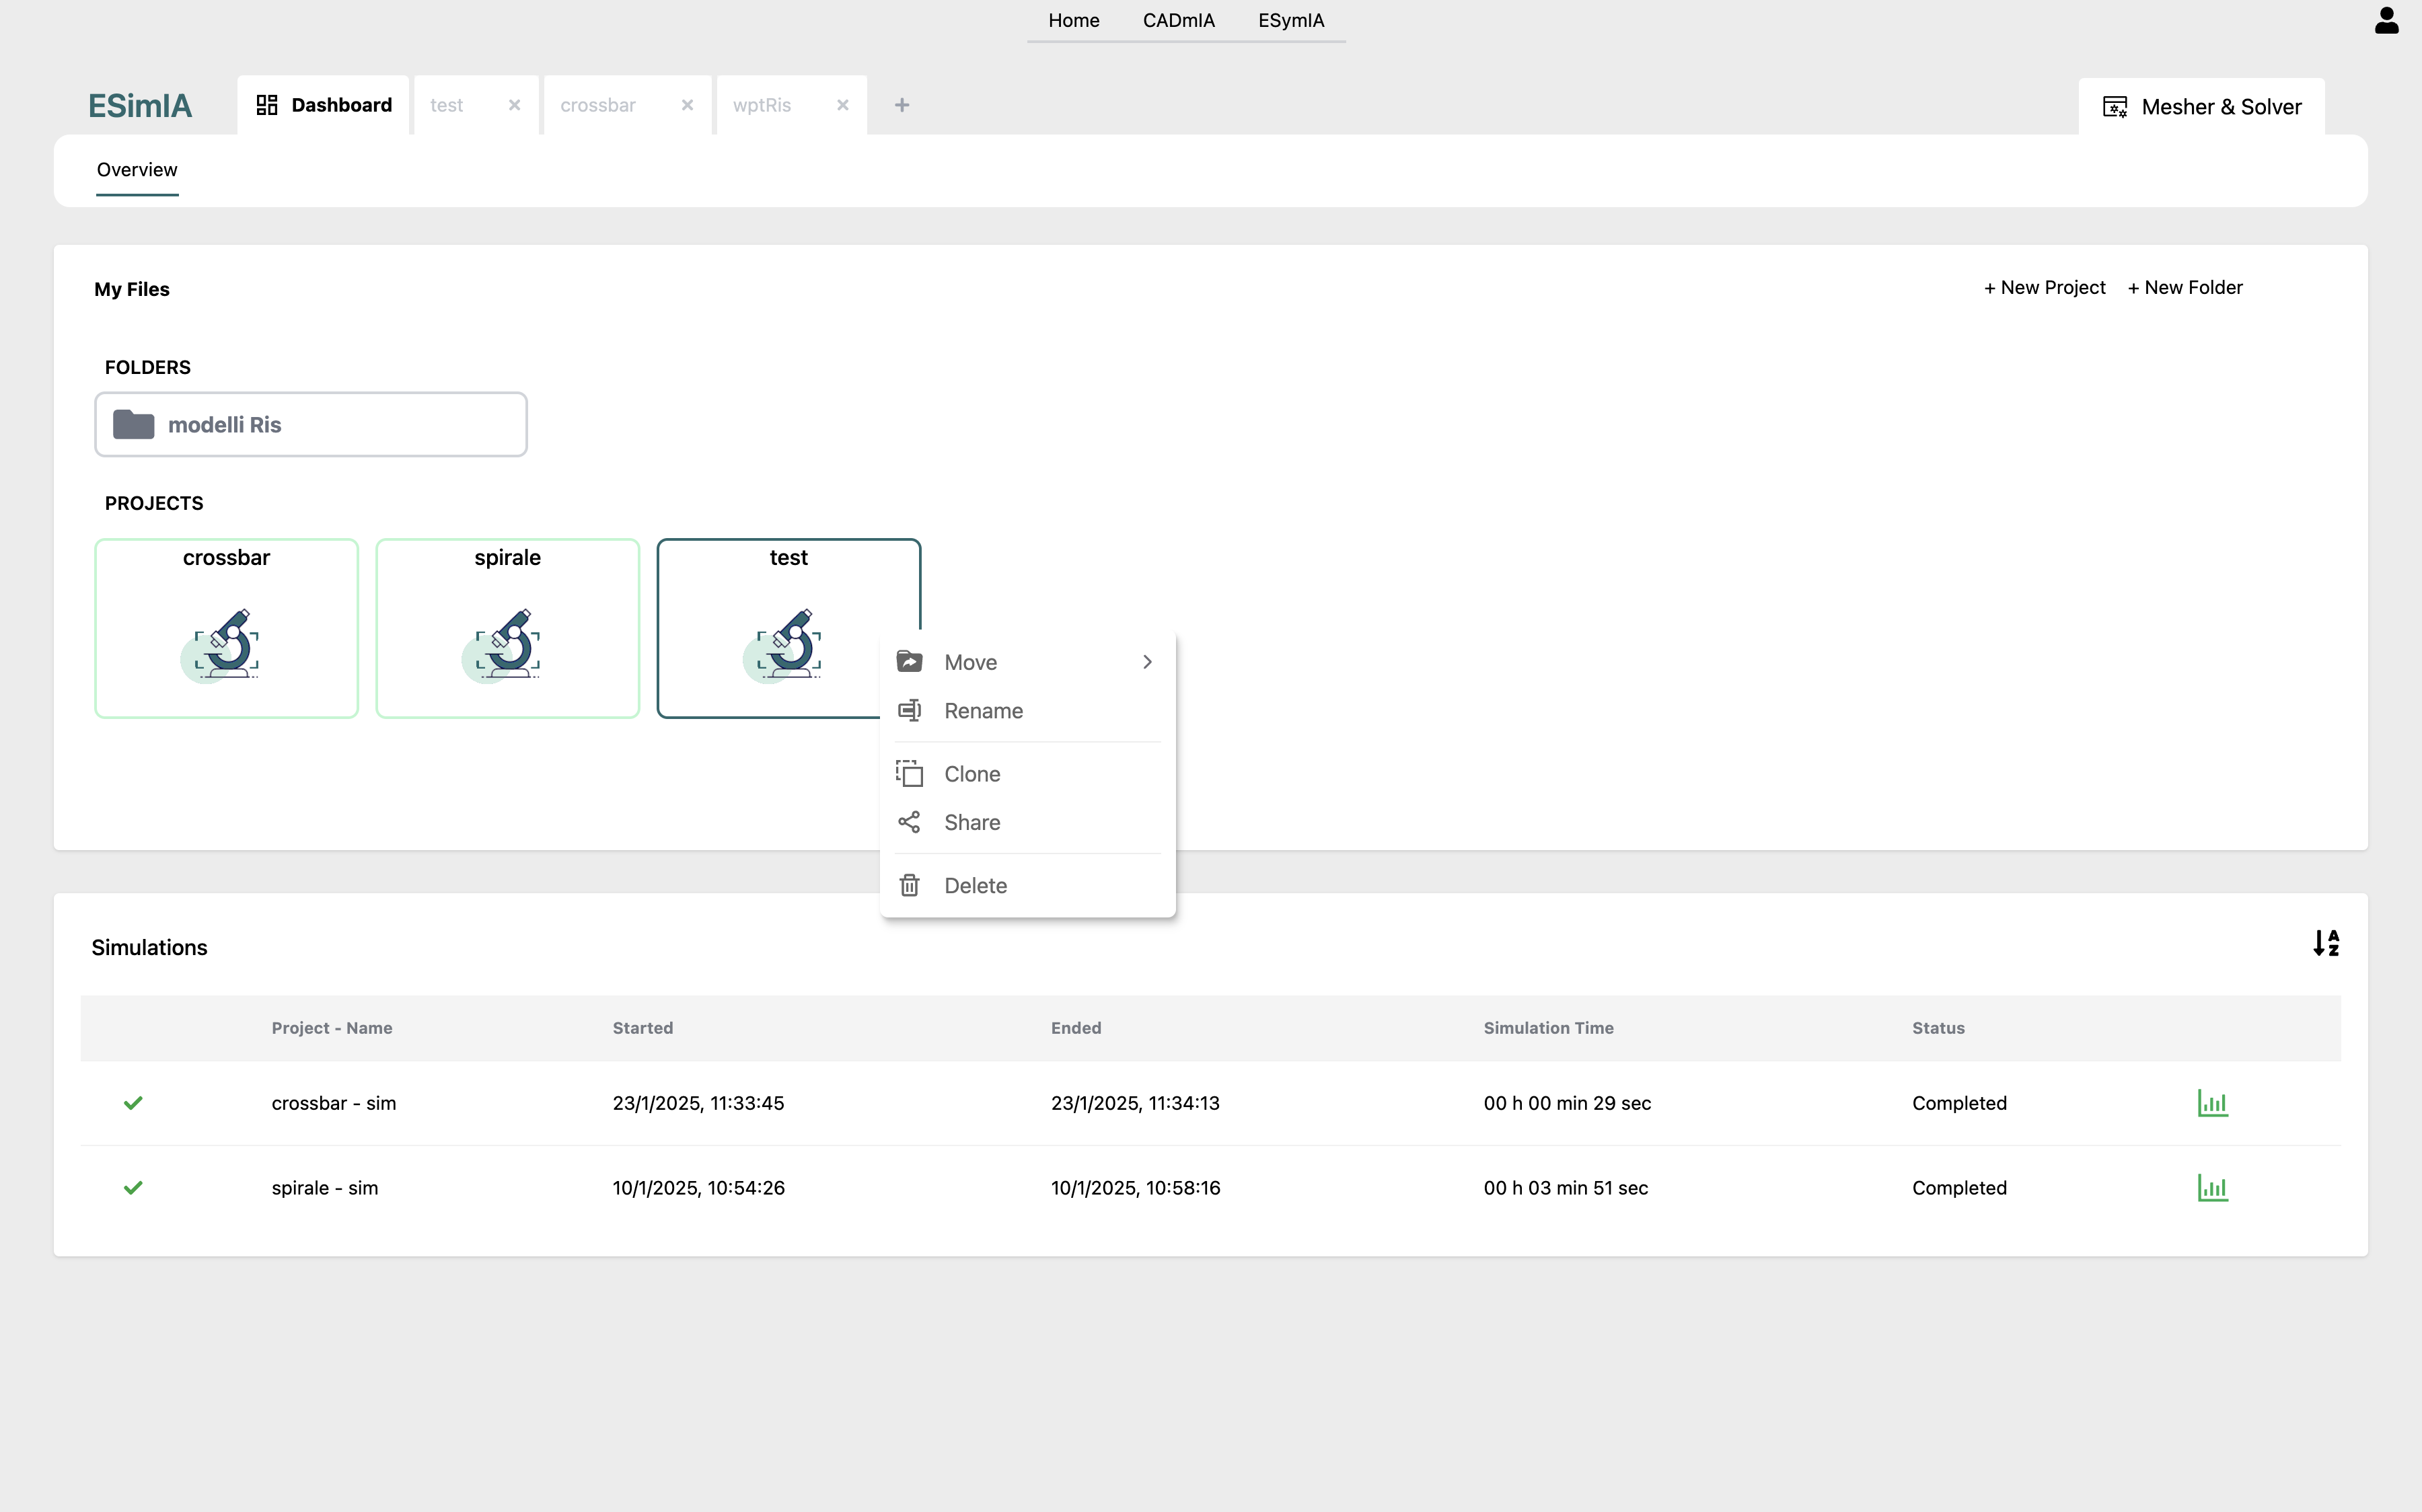 Home CADmIA ESymIA
ESimIA Dashboard test crossbar wptRis + Mesher & Solver
Overview
My Files + New Project + New Folder
FOLDERS
modelli Ris
PROJECTS
crossbar spirale test
Move
Rename
Clone
Share
Delete
Simulations
Project - Name Started Ended Simulation Time Status
crossbar - sim 23/1/2025, 11:33:45 23/1/2025, 11:34:13 00 h 00 min 29 sec Completed
spirale - sim 10/1/2025, 10:54:26 10/1/2025, 10:58:16 00 h 03 min 51 sec Completed